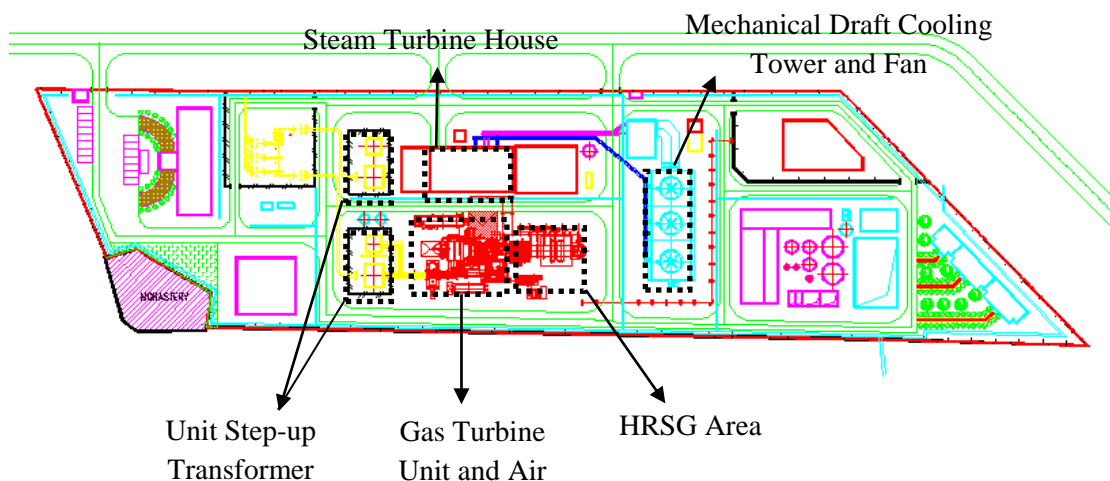 Mechanical Draft Cooling
Tower and Fan
Steam Turbine House
MONASTERY
Unit Step-up
Transformer
Gas Turbine
Unit and Air
HRSG Area